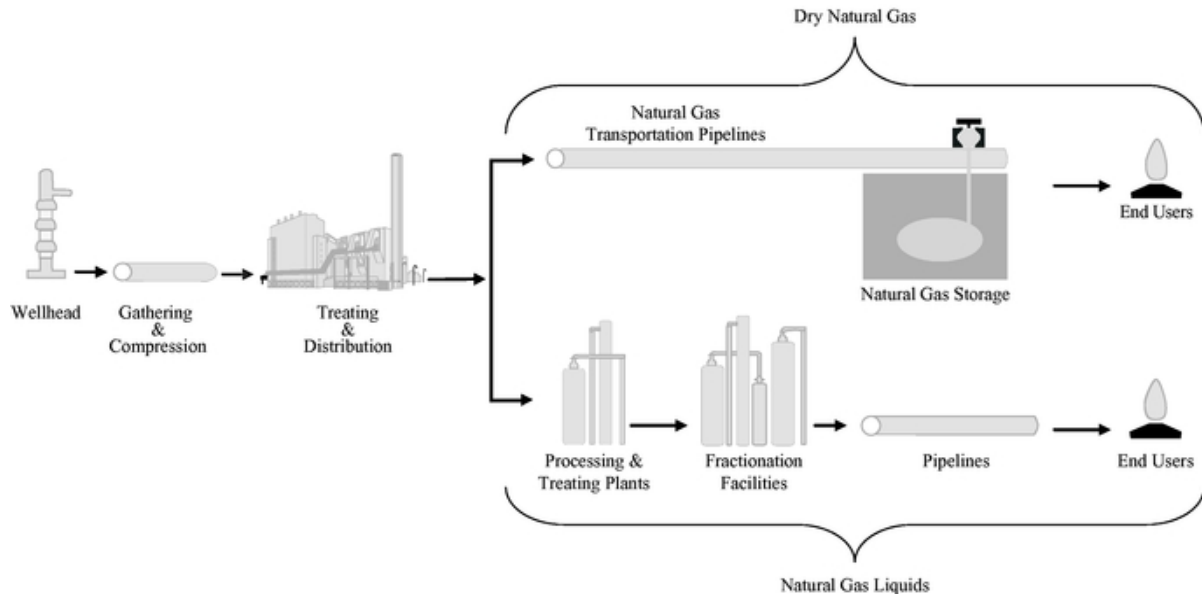 Dry Natural Gas
Natural Gas
Transportation Pipelines
End Users
Natural Gas Storage
Wellhead
Gathering
&
Compression
Treating
&
Distribution
Processing &
Treating Plants
Fractionation
Facilities
Pipelines
End Users
Natural Gas Liquids